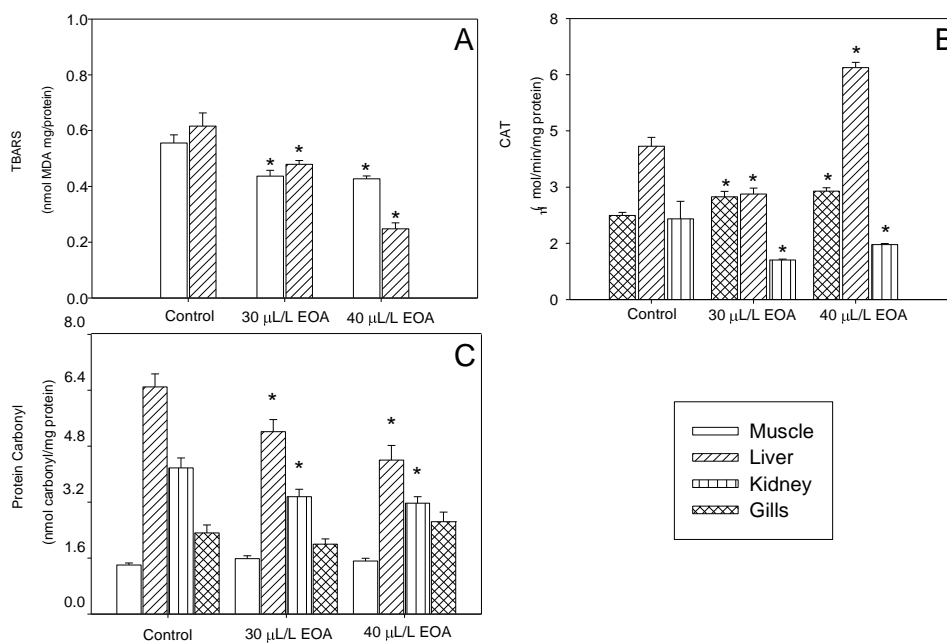 A
TBARS
(nmol MDA mg/protein)
1.0
0.8
0.6
0.4
0.2
0.0
* * * *
Control 30 μL/L EOA 40 μL/L EOA
B
CAT
mol/min/mg protein)
8
6
5
3
2
* * * * * *
Control 30 μL/L EOA 40 μL/L EOA
C
Protein Carbonyl
(nmol carbonyl/mg protein)
8.0
6.4
4.8
3.2
1.6
0.0
* * * *
Control 30 μL/L EOA 40 μL/L EOA
Muscle
Liver
Kidney
Gills